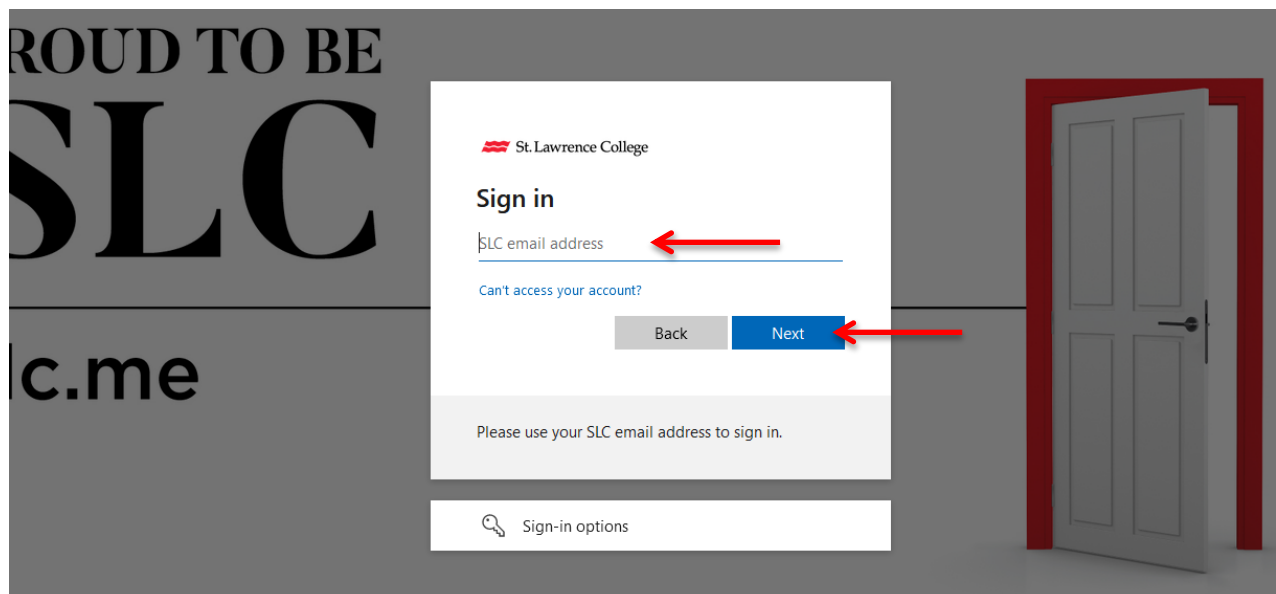 ROUD TO BE
SLC
lc.me
St. Lawrence College
Sign in
SLC email address
Can't access your account?
Back
Next
Please use your SLC email address to sign in.
Sign-in options